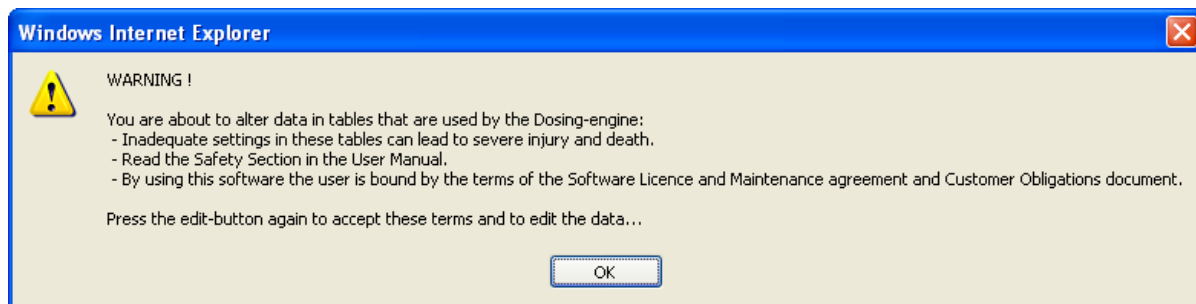 Windows Internet Explorer
WARNING !
You are about to alter data in tables that are used by the Dosing-engine:
- Inadequate settings in these tables can lead to severe injury and death.
- Read the Safety Section in the User Manual.
- By using this software the user is bound by the terms of the Software Licence and Maintenance agreement and Customer Obligations document.
Press the edit-button again to accept these terms and to edit the data...
OK